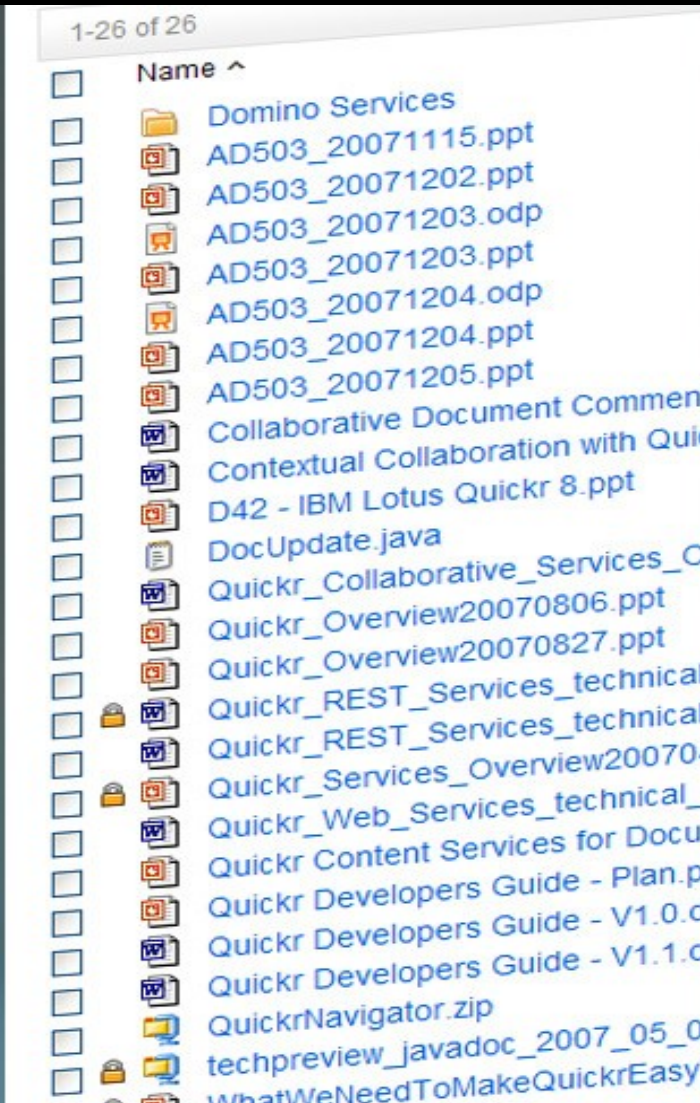 1-26 of 26
Name
Domino Services
AD503_20071115.ppt
AD503_20071202.ppt
AD503_20071203.odp
AD503_20071203.ppt
AD503_20071204.odp
AD503_20071204.ppt
AD503_20071205.ppt
Collaborative Document Commen
Contextual Collaboration with Quic
D42 - IBM Lotus Quickr 8.ppt
DocUpdate.java
Quickr_Collaborative_Services_O
Quickr_Overview20070806.ppt
Quickr_Overview20070827.ppt
Quickr_REST_Services_technical
Quickr_REST_Services_technical
Quickr_Services_Overview20070
Quickr_Web_Services_technical_
Quickr Content Services for Docu
Quickr Developers Guide - Plan.p
Quickr Developers Guide - V1.0.
Quickr Developers Guide - V1.1.
QuickrNavigator.zip
techpreview_javadoc_2007_05_0
WhatWeNeedToMakeQuickrEasy